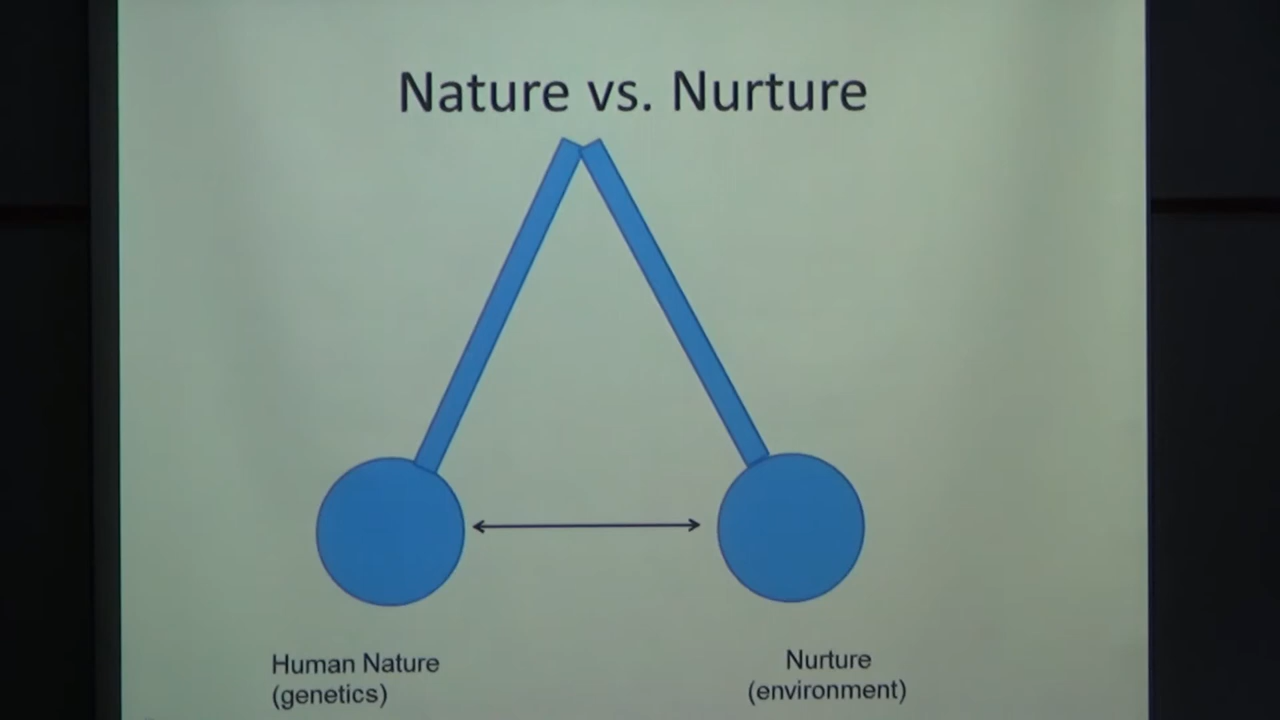 Nature vs. Nurture
Human Nature
(genetics)
Nurture
(environment)